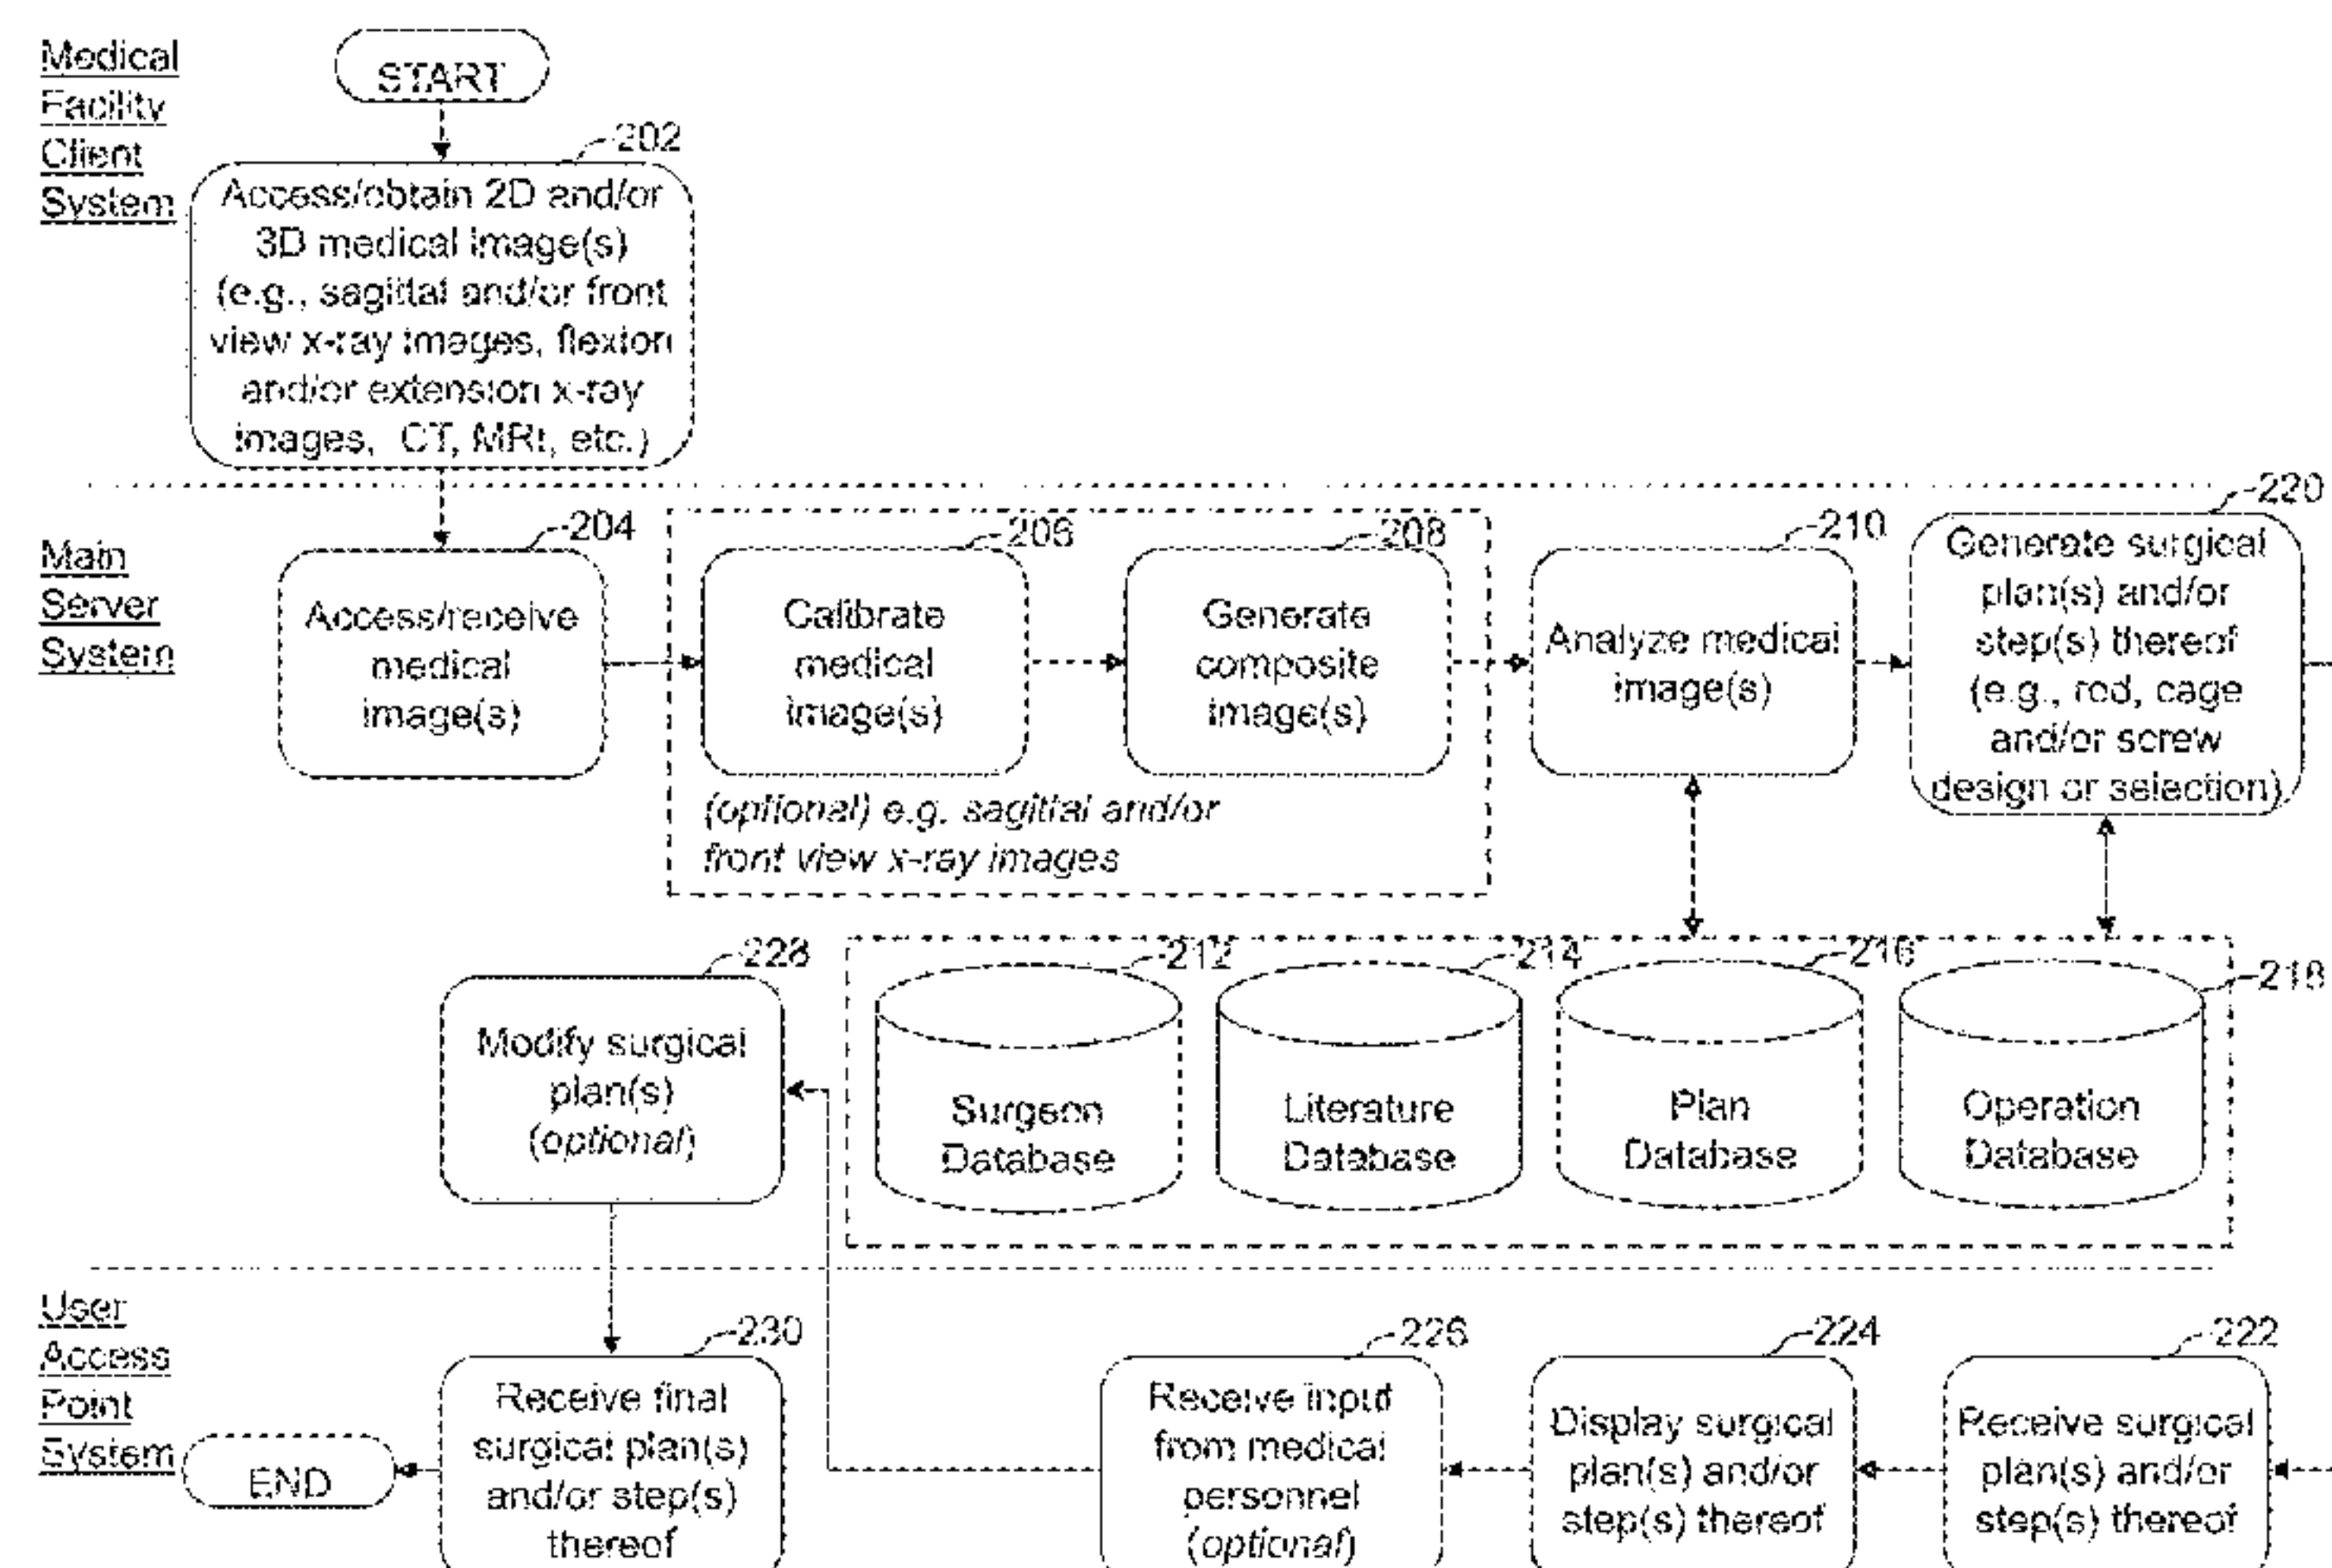 Medical
Facility
Client
System
START
202
Access/obtain 2D and/or
3D medical image(s)
(e.g., sagittal and/or front
view x-ray images, flexion
and/or extension x-ray
images, CT, MRI, etc.)
Main
Server
System
204
Access/receive
medical
image(s)
206
Calibrate
medical
image(s)
208
Generate
composite
image(s)
(optional) e.g. sagittal and/or
front view x-ray images
210
Analyze medical
image(s)
220
Generate surgical
plan(s) and/or
step(s) thereof
(e.g., rod, cage
and/or screw
design or selection)
228
Modify surgical
plan(s)
(optional)
212
Surgeon
Database
214
Literature
Database
216
Plan
Database
218
Operation
Database
User
Access
Point
System
END
230
Receive final
surgical plan(s)
and/or step(s)
thereof
226
Receive input
from medical
personnel
(optional)
224
Display surgical
plan(s) and/or
step(s) thereof
222
Receive surgical
plan(s) and/or
step(s) thereof